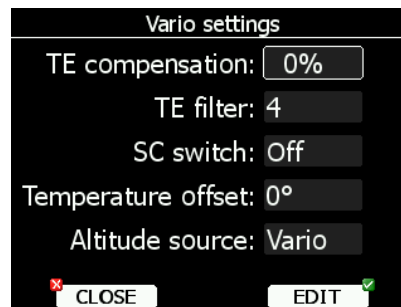 Vario settings
TE compensation: 0%
TE filter: 4
SC switch: Off
Temperature offset: 0°
Altitude source: Vario
CLOSE EDIT